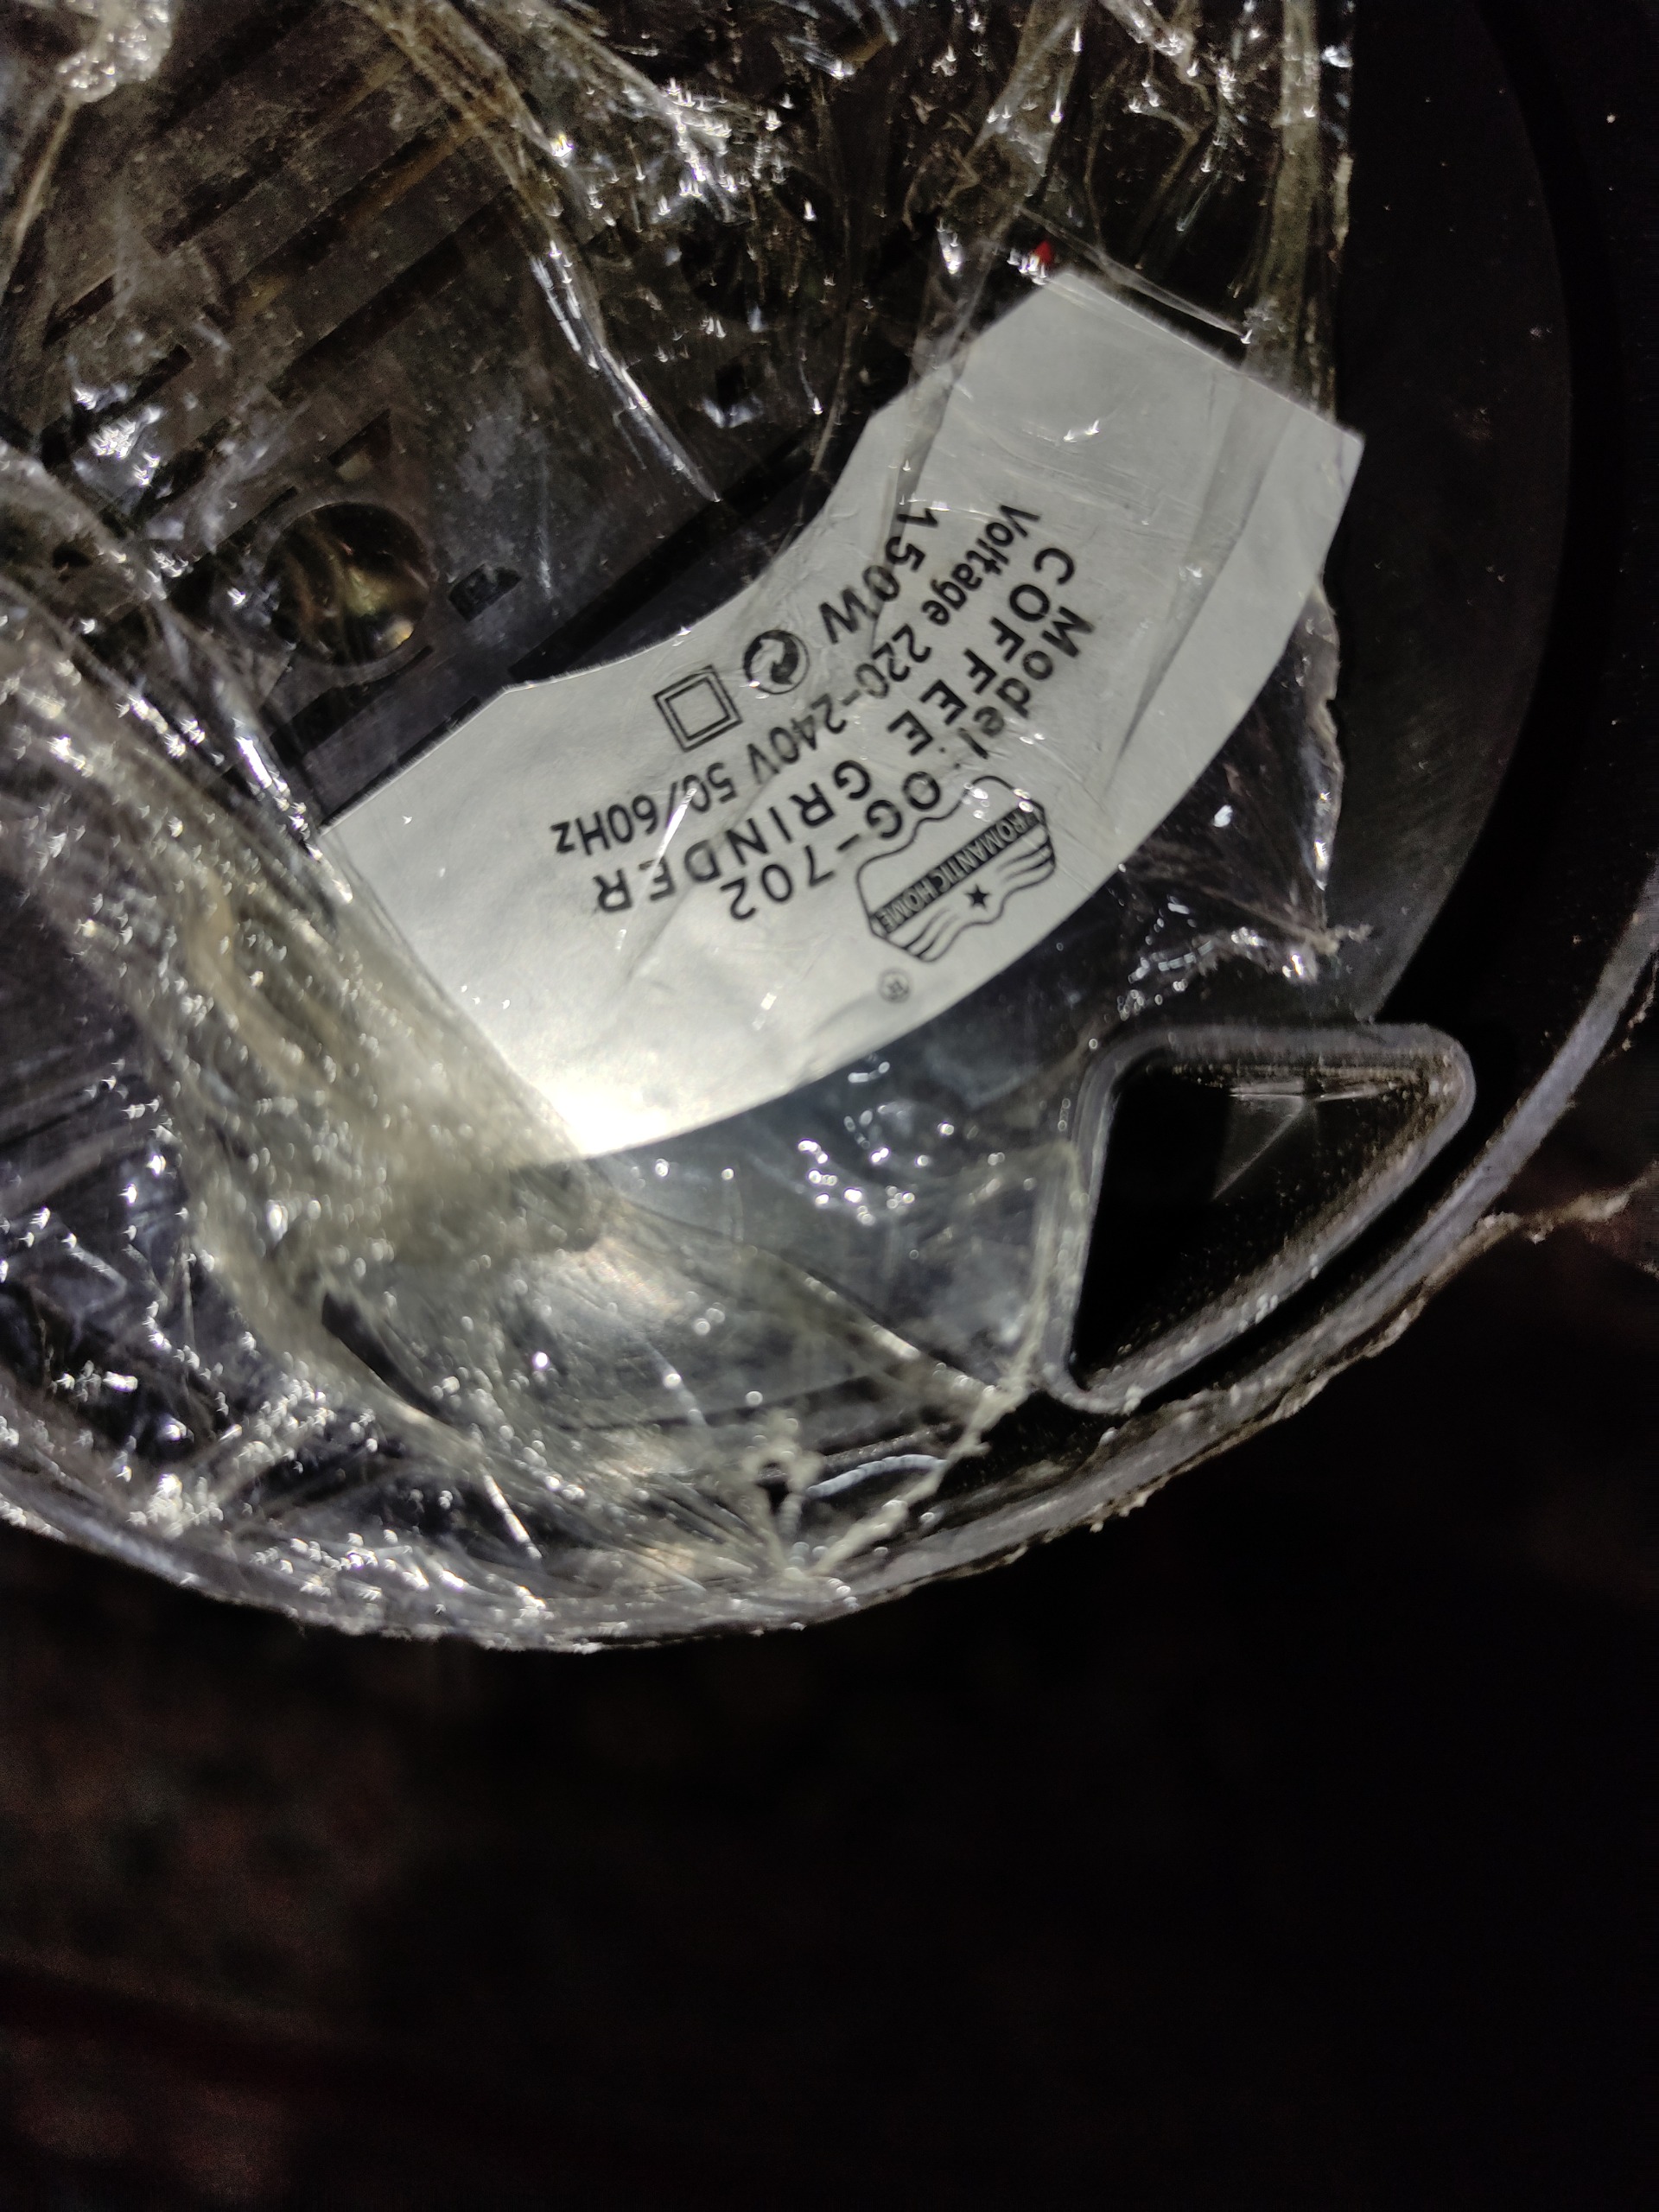 ROMANTIC HOME ®
Model: OG-702
COFFEE GRINDER
Voltage 220-240V 50/60Hz
150W